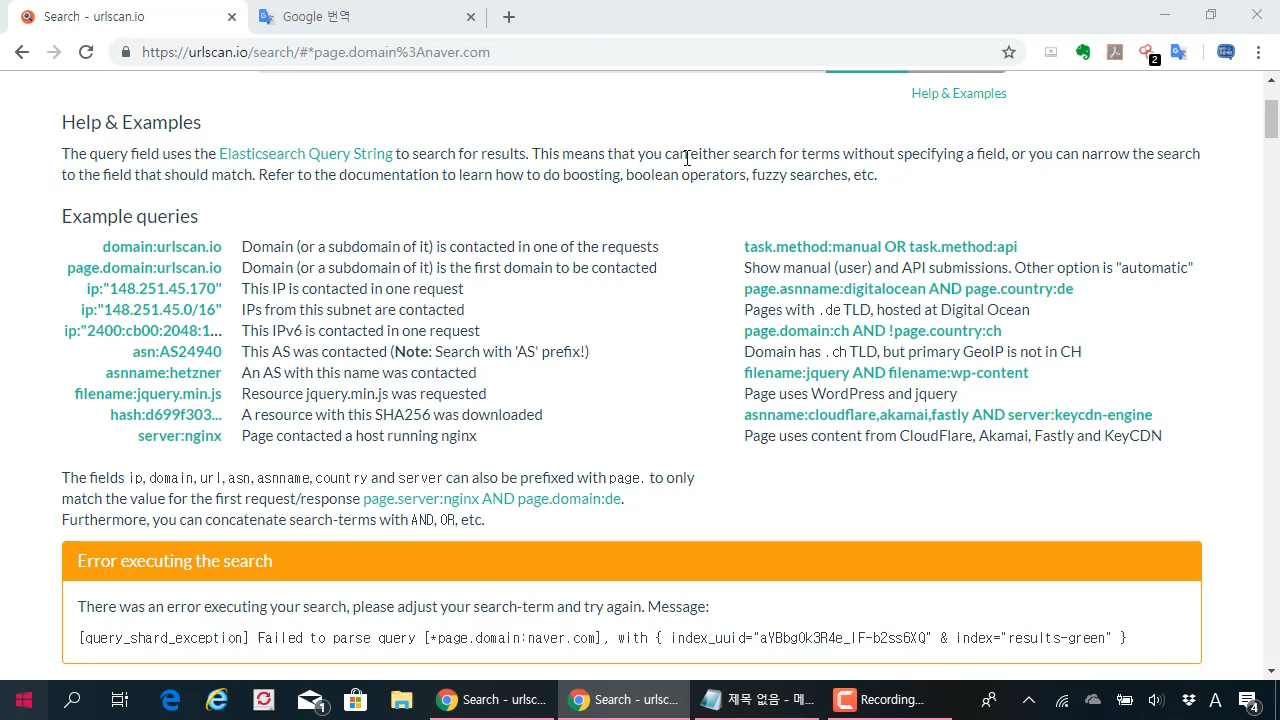 Search - urlscan.io
Google 번역
https://urlscan.io/search/#*page.domain%3Anaver.com
2
Help & Examples
Help & Examples
The query field uses the Elasticsearch Query String to search for results. This means that you can either search for terms without specifying a field, or you can narrow the search
to the field that should match. Refer to the documentation to learn how to do boosting, boolean operators, fuzzy searches, etc.
Example queries
domain:urlscan.io Domain (or a subdomain of it) is contacted in one of the requests
page.domain:urlscan.io Domain (or a subdomain of it) is the first domain to be contacted
ip:"148.251.45.170" This IP is contacted in one request
ip:"148.251.45.0/16" IPs from this subnet are contacted
ip:"2400:cb00:2048:1... This IPv6 is contacted in one request
asn:AS24940 This AS was contacted (Note: Search with 'AS' prefix!)
asnname:hetzner An AS with this name was contacted
filename:jquery.min.js Resource jquery.min.js was requested
hash:d699f303... A resource with this SHA256 was downloaded
server:nginx Page contacted a host running nginx
task.method:manual OR task.method:api
Show manual (user) and API submissions. Other option is "automatic"
page.asnname:digitalocean AND page.country:de
Pages with .de TLD, hosted at Digital Ocean
page.domain:ch AND !page.country:ch
Domain has .ch TLD, but primary GeoIP is not in CH
filename:jquery AND filename:wp-content
Page uses WordPress and jquery
asnname:cloudflare,akamai,fastly AND server:keycdn-engine
Page uses content from CloudFlare, Akamai, Fastly and KeyCDN
The fields ip, domain, url, asn, asnname, country and server can also be prefixed with page. to only
match the value for the first request/response page.server:nginx AND page.domain:de.
Furthermore, you can concatenate search-terms with AND, OR, etc.
Error executing the search
There was an error executing your search, please adjust your search-term and try again. Message:
[query_shard_exception] Failed to parse query [*page.domain:naver.com], with { index_uuid="aYBbgOk3R4e_lF-b2ss6XQ" & index="results-green" }
1
Search - urlsc...
Search - urlsc...
제목 없음 - 메...
Recording...
A
4